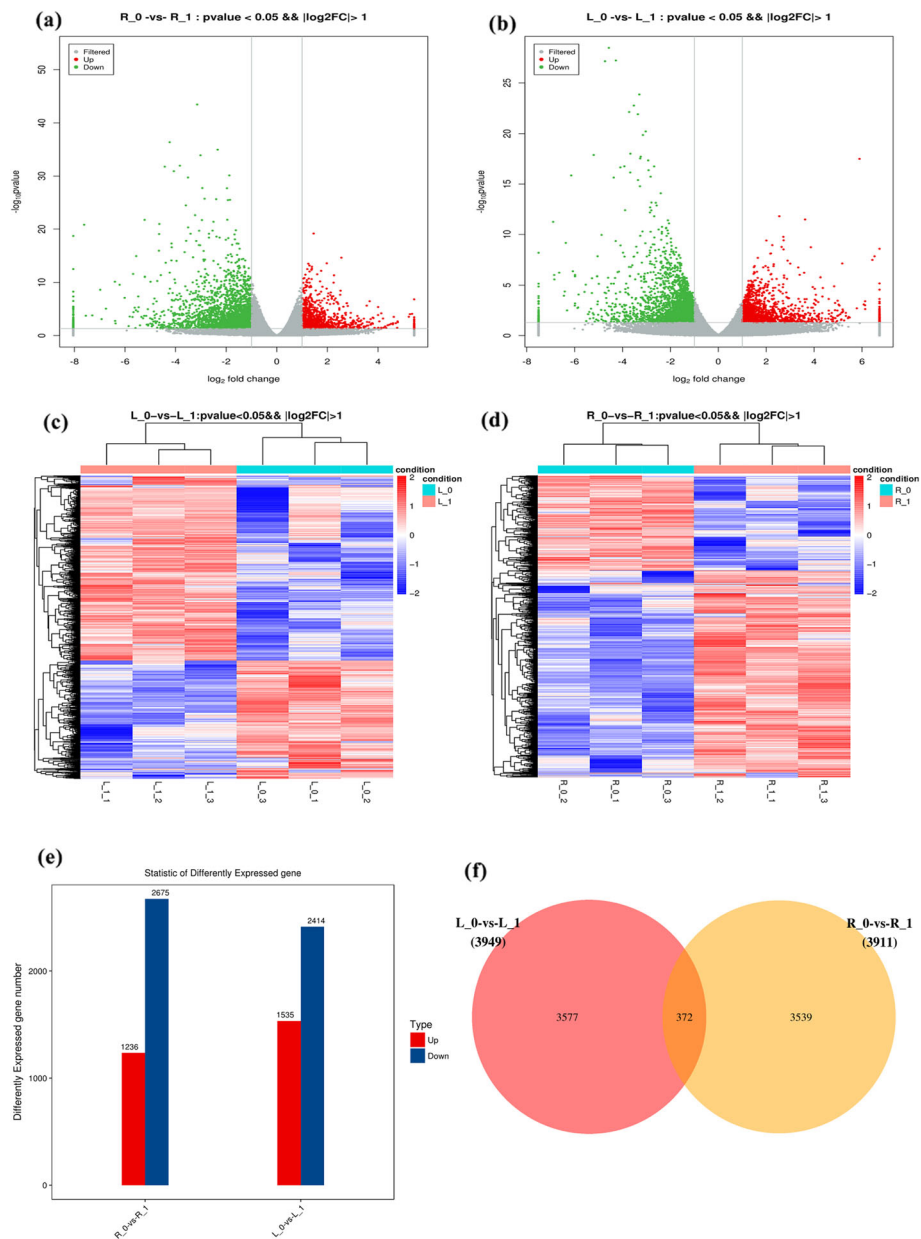 (a)
R_0 -vs- R_1 : pvalue < 0.05 && |log2FC| > 1
Filtered
Up
Down
50
40
30
20
10
0
-log10pvalue
-8 -6 -4 -2 0 2 4
log2 fold change
(b)
L_0 -vs- L_1 : pvalue < 0.05 && |log2FC| > 1
Filtered
Up
Down
25
20
15
10
5
0
-log10pvalue
-6 -4 -2 0 2 4 6
log2 fold change
(c)
L_0-vs-L_1:pvalue<0.05&& |log2FC|>1
condition
2
1
0
-1
-2
condition
L_0
L_1
L_1_1 L_1_2 L_1_3 L_0_3 L_0_1 L_0_2
(d)
R_0-vs-R_1:pvalue<0.05&& |log2FC|>1
condition
2
1
0
-1
-2
condition
R_0
R_1
R_0_2 R_0_1 R_0_3 R_1_2 R_1_1 R_1_3
(e)
Statistic of Differently Expressed gene
2675
2414
1535
1236
2000
1000
0
Differently Expressed gene number
R_0-vs-R_1 L_0-vs-L_1
Type
Up
Down
(f)
L_0-vs-L_1
(3949)
R_0-vs-R_1
(3911)
3577 372 3539